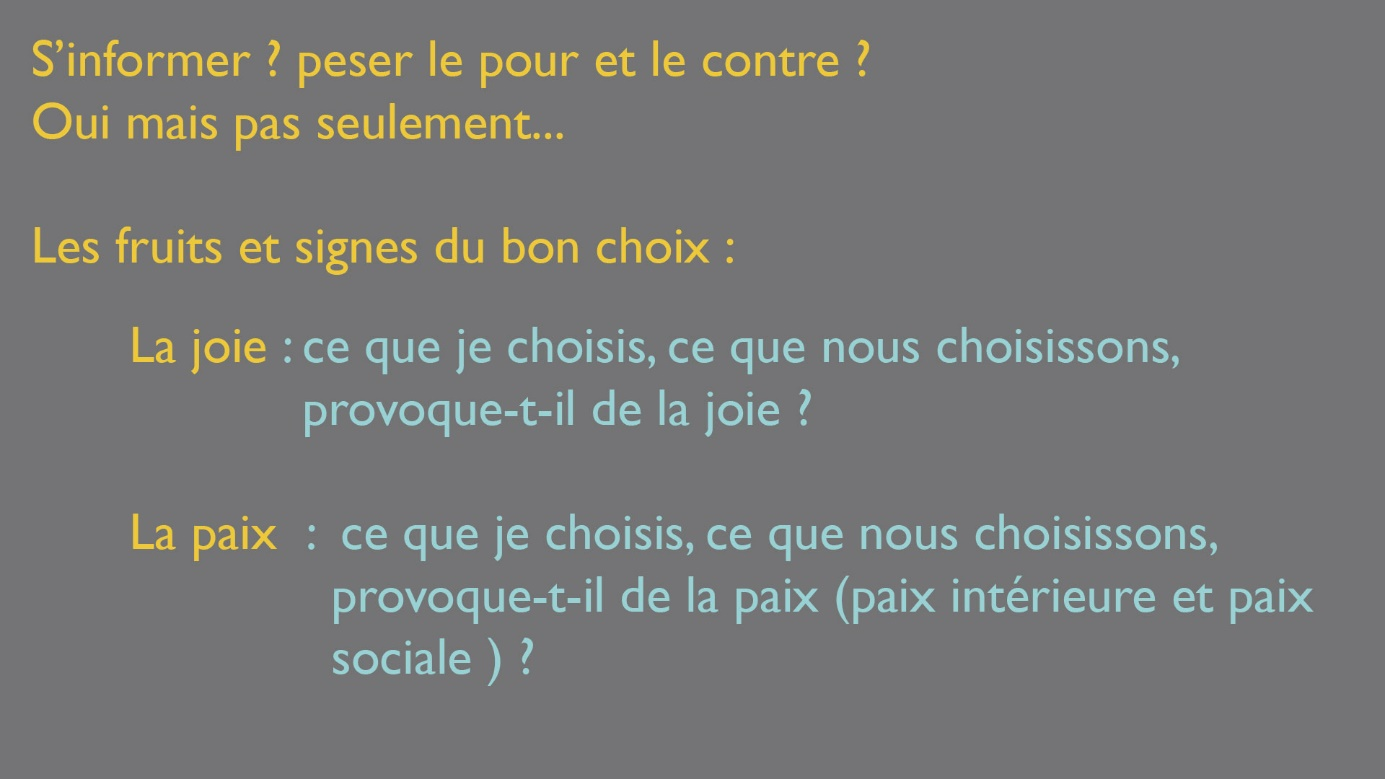 S’informer ? peser le pour et le contre ?
Oui mais pas seulement...
Les fruits et signes du bon choix :
La joie : ce que je choisis, ce que nous choisissons,
provoque-t-il de la joie ?
La paix : ce que je choisis, ce que nous choisissons,
provoque-t-il de la paix (paix intérieure et paix
sociale ) ?